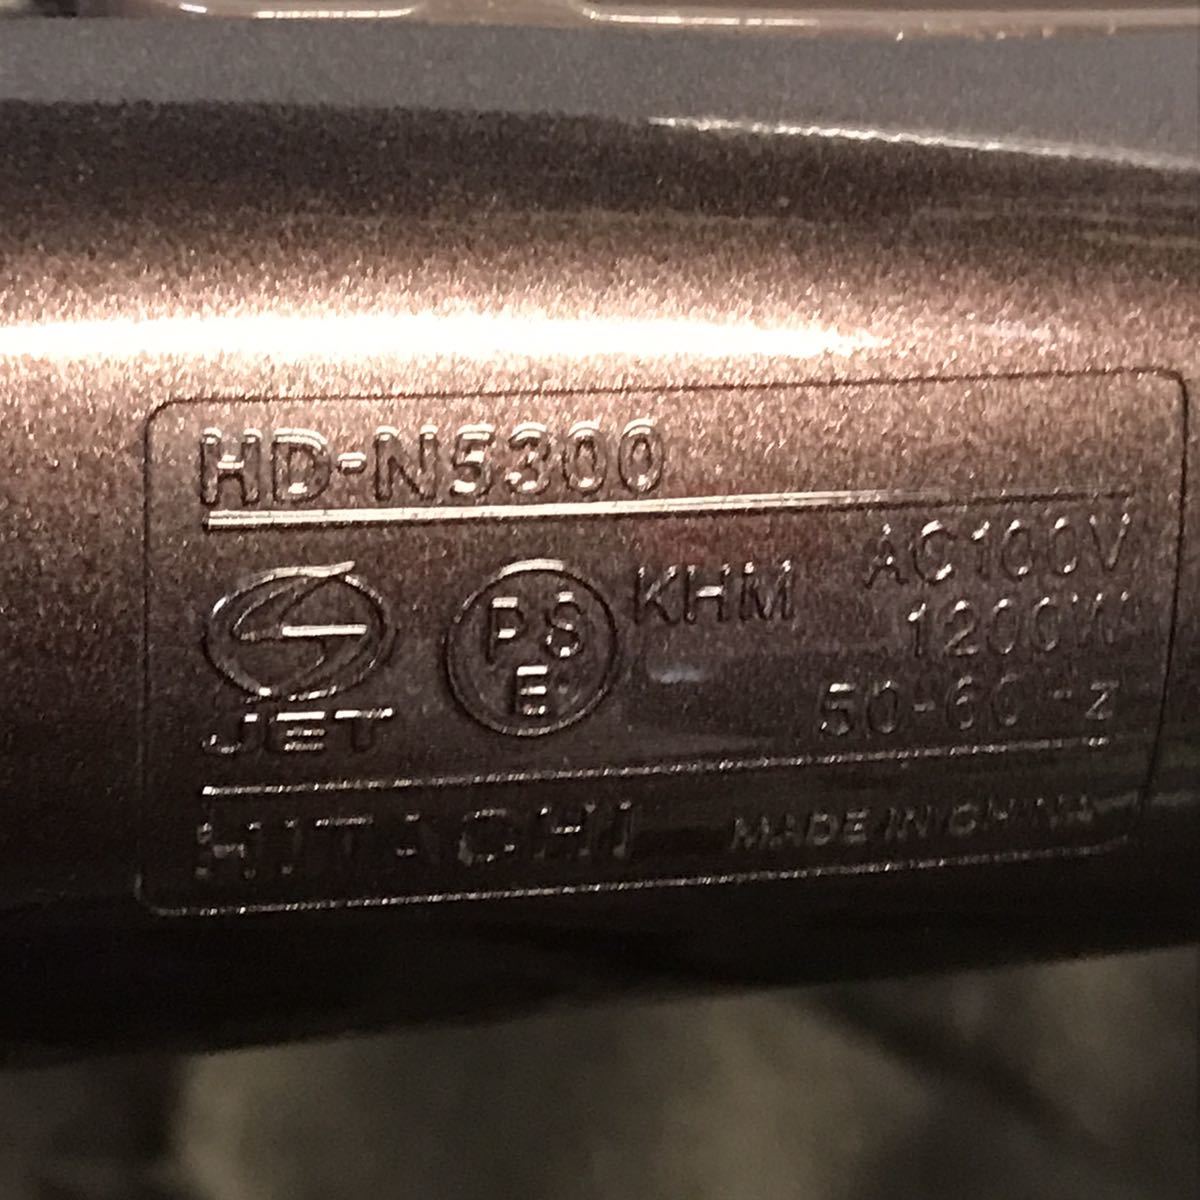 HD-N5300
JET
PS
E
KHM
AC100V
1200W
50-60Hz
HITACHI
MADE IN CHINA